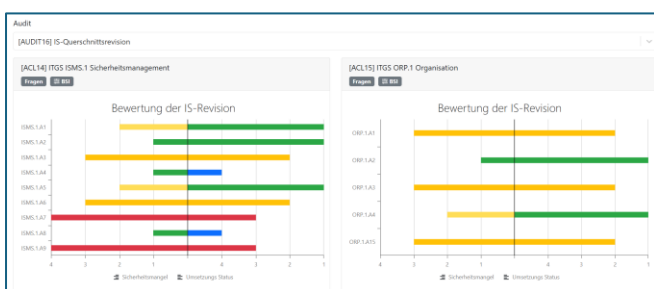 Audit
[AUDIT16] IS-Querschnittsrevision
[ACL14] ITGS ISMS.1 Sicherheitsmanagement
Fragen BSI
Bewertung der IS-Revision
ISMS.1.A1
ISMS.1.A2
ISMS.1.A3
ISMS.1.A4
ISMS.1.A5
ISMS.1.A6
ISMS.1.A7
ISMS.1.A8
ISMS.1.A9
4 3 2 1 4 3 2 1
Sicherheitsmangel Umsetzungs Status
[ACL15] ITGS ORP.1 Organisation
Fragen BSI
Bewertung der IS-Revision
ORP.1.A1
ORP.1.A2
ORP.1.A3
ORP.1.A4
ORP.1.A15
4 3 2 1 4 3 2 1
Sicherheitsmangel Umsetzungs Status